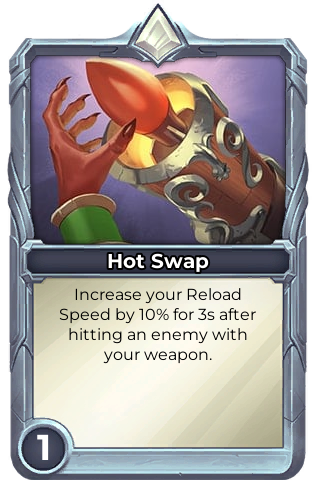 Hot Swap
Increase your Reload
Speed by 10% for 3s after
hitting an enemy with
your weapon.
1